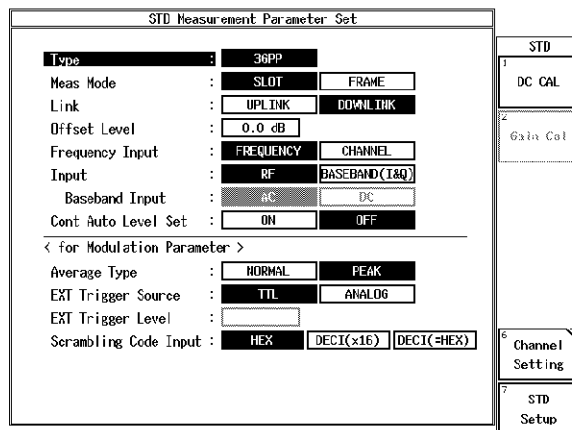 STD Measurement Parameter Set
Type : 3GPP
Meas Mode : SLOT FRAME
Link : UPLINK DOWNLINK
Offset Level : 0.0 dB
Frequency Input : FREQUENCY CHANNEL
Input : RF BASEBAND(I&Q)
Baseband Input : AC DC
Cont Auto Level Set : ON OFF
< for Modulation Parameter >
Average Type : NORMAL PEAK
EXT Trigger Source : TTL ANALOG
EXT Trigger Level :
Scrambling Code Input : HEX DECI(x16) DECI(=HEX)
STD
1
DC CAL
2
Gain Cal
6
Channel
Setting
7
STD
Setup